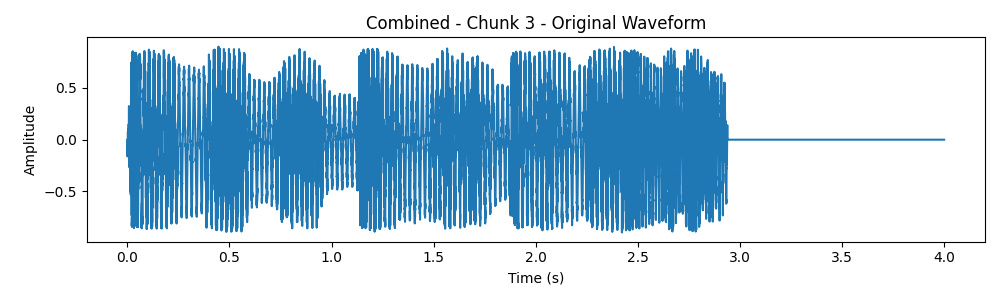 Combined - Chunk 3 - Original Waveform
Amplitude
0.5
0.0
−0.5
0.0 0.5 1.0 1.5 2.0 2.5 3.0 3.5 4.0
Time (s)